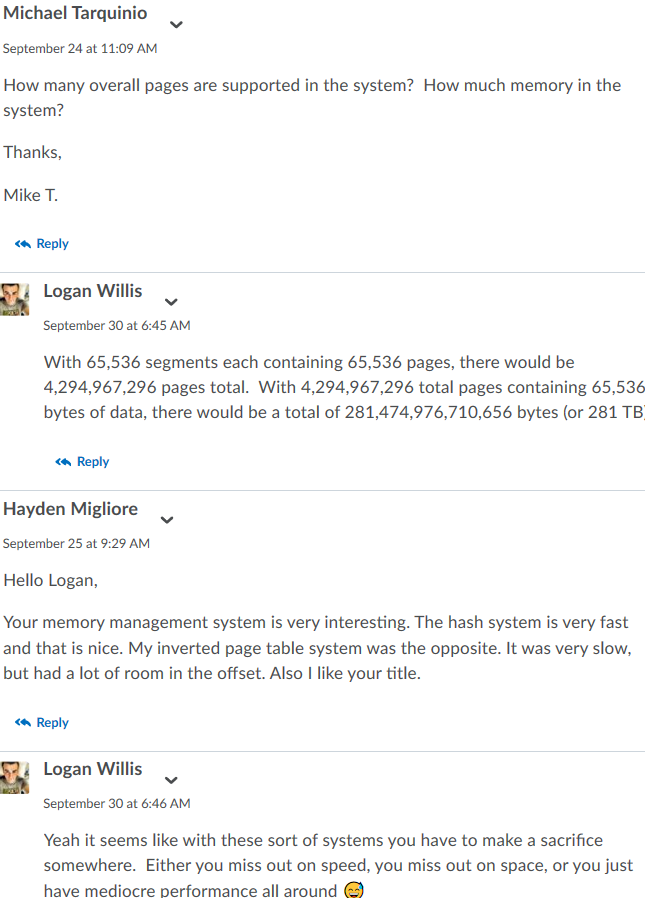 Michael Tarquinio
September 24 at 11:09 AM
How many overall pages are supported in the system?  How much memory in the
system?
Thanks,
Mike T.
Reply
Logan Willis
September 30 at 6:45 AM
With 65,536 segments each containing 65,536 pages, there would be
4,294,967,296 pages total.  With 4,294,967,296 total pages containing 65,536
bytes of data, there would be a total of 281,474,976,710,656 bytes (or 281 TB
Reply
Hayden Migliore
September 25 at 9:29 AM
Hello Logan,
Your memory management system is very interesting. The hash system is very fast
and that is nice. My inverted page table system was the opposite. It was very slow,
but had a lot of room in the offset. Also I like your title.
Reply
Logan Willis
September 30 at 6:46 AM
Yeah it seems like with these sort of systems you have to make a sacrifice
somewhere.  Either you miss out on speed, you miss out on space, or you just
have mediocre performance all around 😅